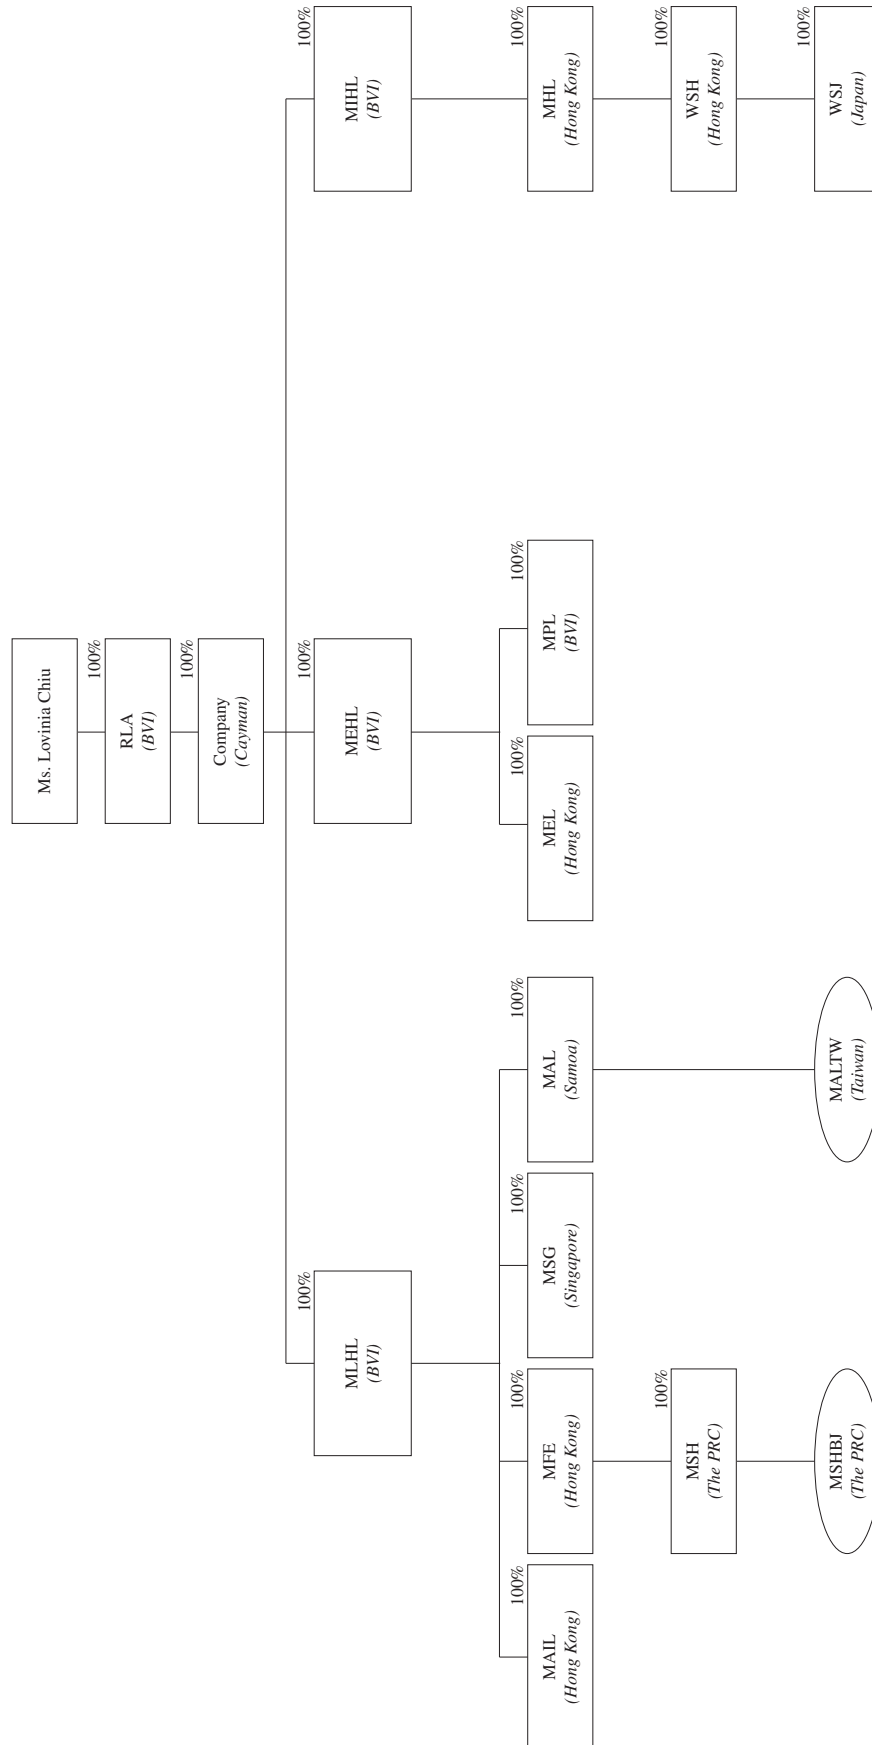 Ms. Lovinia Chiu
100%
RLA
(BVI)
100%
Company
(Cayman)
100%
MLHL
(BVI)
100%
MEHL
(BVI)
100%
MIHL
(BVI)
100%
MAIL
(Hong Kong)
100%
MFE
(Hong Kong)
100%
MSG
(Singapore)
100%
MAL
(Samoa)
100%
MEL
(Hong Kong)
100%
MPL
(BVI)
100%
MHL
(Hong Kong)
100%
MSH
(The PRC)
100%
WSH
(Hong Kong)
MSHBJ
(The PRC)
MALTW
(Taiwan)
100%
WSJ
(Japan)